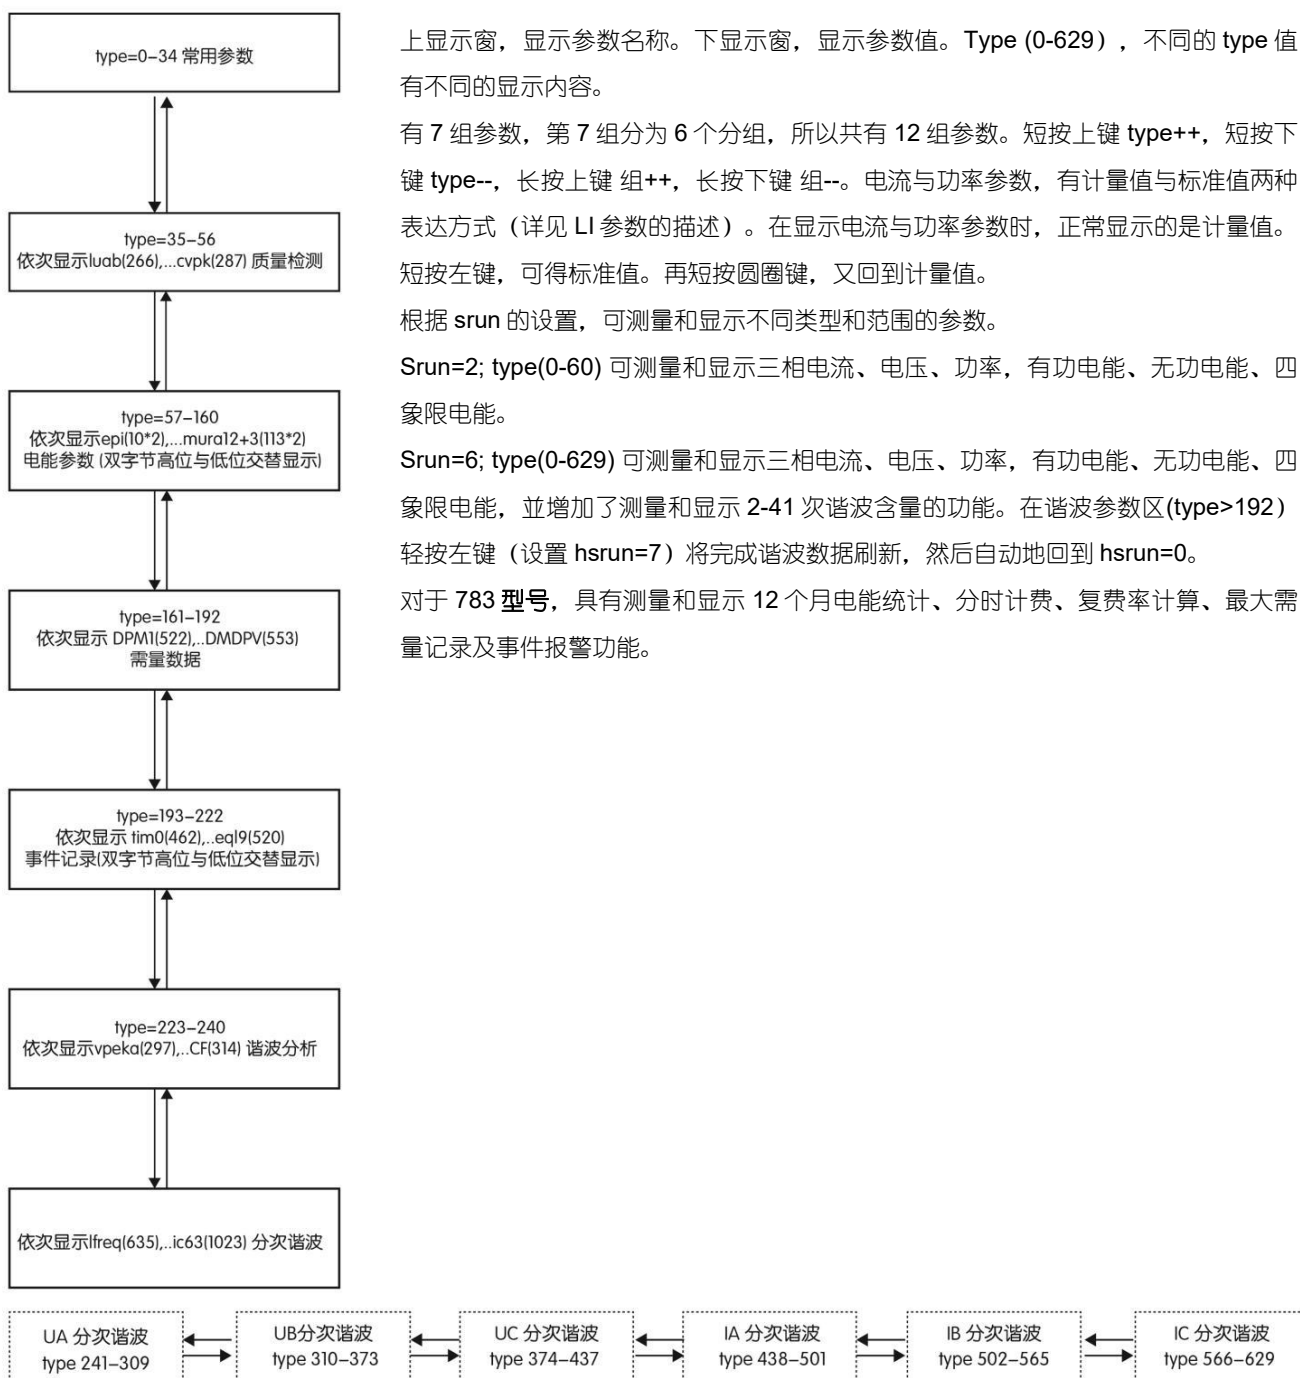 type=0–34 常用参数
type=35–56
依次显示luab(266),...cvpk(287) 质量检测
type=57–160
依次显示epi(10*2),...mura12+3(113*2)
电能参数 (双字节高位与低位交替显示)
type=161–192
依次显示 DPM1(522),..DMDPV(553)
需量数据
type=193–222
依次显示 tim0(462),..eql9(520)
事件记录(双字节高位与低位交替显示)
type=223–240
依次显示vpeka(297),..CF(314) 谐波分析
依次显示lfreq(635),..ic63(1023) 分次谐波
上显示窗，显示参数名称。下显示窗，显示参数值。Type (0-629），不同的 type 值
有不同的显示内容。
有 7 组参数，第 7 组分为 6 个分组，所以共有 12 组参数。短按上键 type++，短按下
键 type--，长按上键 组++，长按下键 组--。电流与功率参数，有计量值与标准值两种
表达方式（详见 LI 参数的描述）。在显示电流与功率参数时，正常显示的是计量值。
短按左键，可得标准值。再短按圆圈键，又回到计量值。
根据 srun 的设置，可测量和显示不同类型和范围的参数。
Srun=2; type(0-60) 可测量和显示三相电流、电压、功率，有功电能、无功电能、四
象限电能。
Srun=6; type(0-629) 可测量和显示三相电流、电压、功率，有功电能、无功电能、四
象限电能，並增加了测量和显示 2-41 次谐波含量的功能。在谐波参数区(type>192）
轻按左键（设置 hsrun=7）将完成谐波数据刷新，然后自动地回到 hsrun=0。
对于 783 型号，具有测量和显示 12 个月电能统计、分时计费、复费率计算、最大需
量记录及事件报警功能。
UA 分次谐波
type 241–309
UB分次谐波
type 310–373
UC 分次谐波
type 374–437
IA 分次谐波
type 438–501
IB 分次谐波
type 502–565
IC 分次谐波
type 566–629